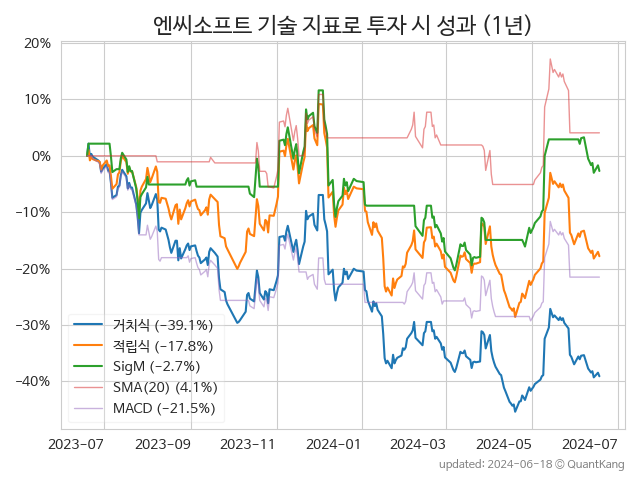 엔씨소프트 기술 지표로 투자 시 성과 (1년)
20%
10%
0%
−10%
−20%
−30%
−40%
거치식 (−39.1%)
적립식 (−17.8%)
SigM (−2.7%)
SMA(20) (4.1%)
MACD (−21.5%)
2023-07 2023-09 2023-11 2024-01 2024-03 2024-05 2024-07
updated: 2024-06-18 ⓒ QuantKang